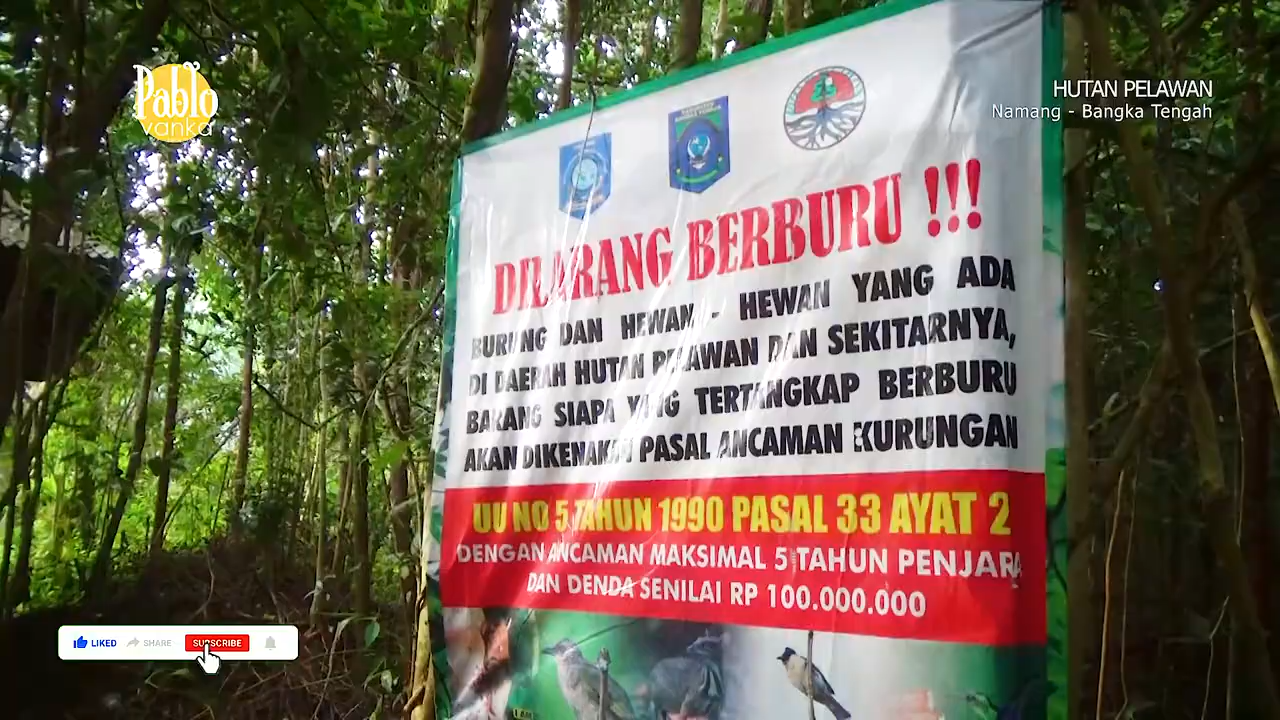 Pablo
vanka
HUTAN PELAWAN
Namang - Bangka Tengah
DILARANG BERBURU !!!
BURUNG DAN HEWAN - HEWAN YANG ADA
DI DAERAH HUTAN PELAWAN DAN SEKITARNYA,
BARANG SIAPA YANG TERTANGKAP BERBURU
AKAN DIKENAKAN PASAL ANCAMAN KURUNGAN
UU NO 5 TAHUN 1990 PASAL 33 AYAT 2
DENGAN ANCAMAN MAKSIMAL 5 TAHUN PENJARA
DAN DENDA SENILAI RP 100.000.000
LIKED SHARE SUBSCRIBE